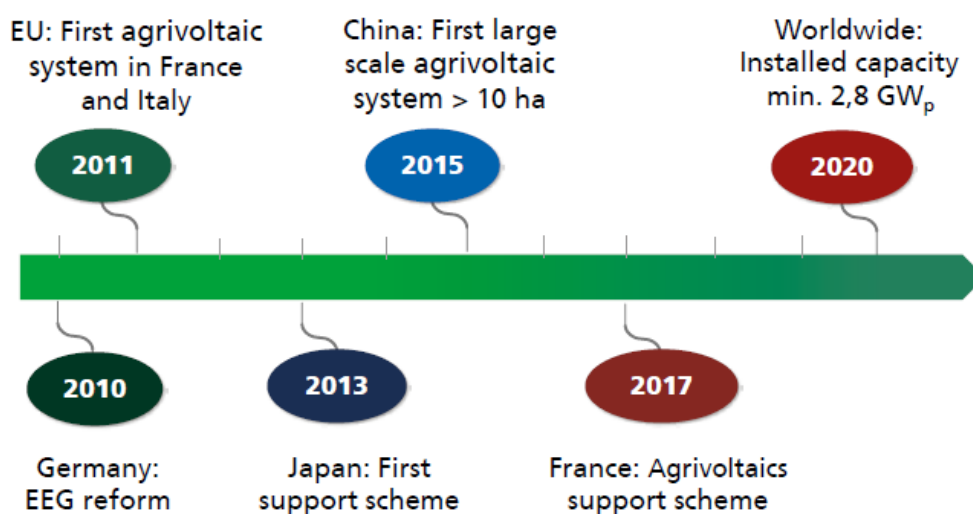 EU: First agrivoltaic
system in France
and Italy
China: First large
scale agrivoltaic
system > 10 ha
Worldwide:
Installed capacity
min. 2,8 GWp
2011
2015
2020
2010
2013
2017
Germany:
EEG reform
Japan: First
support scheme
France: Agrivoltaics
support scheme